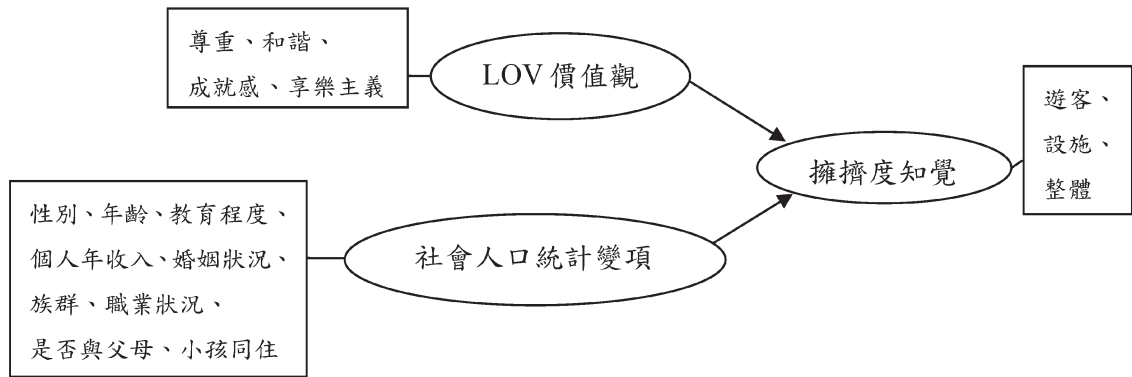 尊重、和諧、
成就感、享樂主義
LOV 價值觀
遊客、
設施、
整體
擁擠度知覺
性別、年齡、教育程度、
個人年收入、婚姻狀況、
族群、職業狀況、
是否與父母、小孩同住
社會人口統計變項